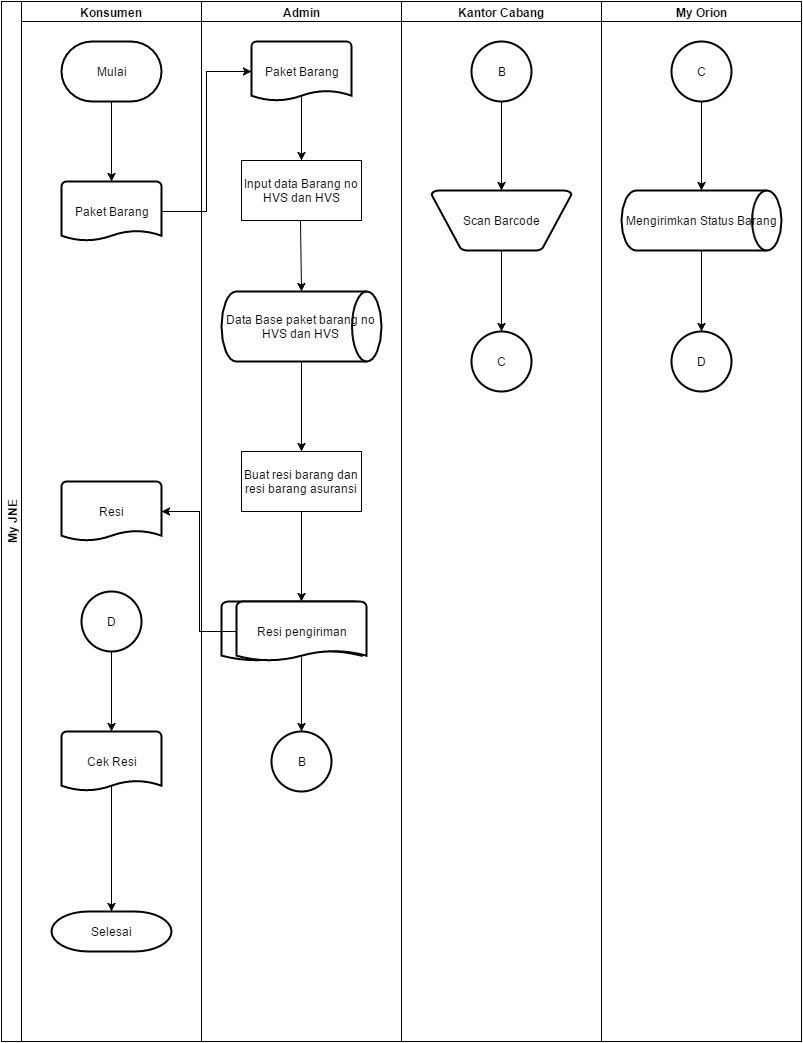 Konsumen
Admin
Kantor Cabang
My Orion
My JNE
Mulai
Paket Barang
Resi
D
Cek Resi
Selesai
Paket Barang
Input data Barang no
HVS dan HVS
Data Base paket barang no
HVS dan HVS
Buat resi barang dan
resi barang asuransi
Resi pengiriman
B
B
Scan Barcode
C
C
Mengirimkan Status Barang
D